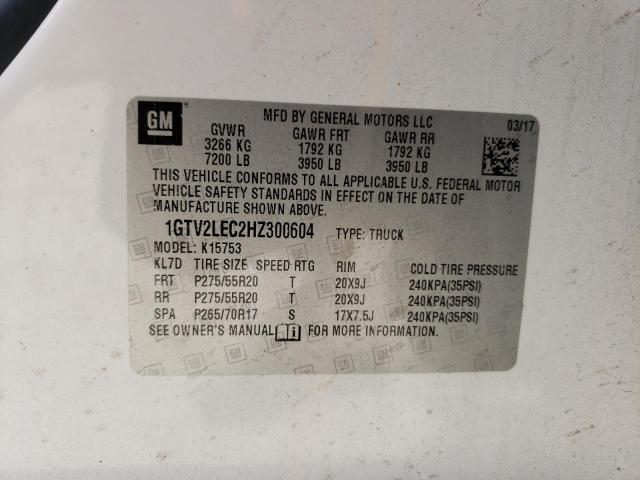 GM
MFD BY GENERAL MOTORS LLC
03/17
GVWR GAWR FRT GAWR RR
3266 KG 1792 KG 1792 KG
7200 LB 3950 LB 3950 LB
THIS VEHICLE CONFORMS TO ALL APPLICABLE U.S. FEDERAL MOTOR
VEHICLE SAFETY STANDARDS IN EFFECT ON THE DATE OF
MANUFACTURE SHOWN ABOVE.
1GTV2LEC2HZ300604 TYPE: TRUCK
MODEL: K15753
KL7D TIRE SIZE SPEED RTG RIM COLD TIRE PRESSURE
FRT P275/55R20 T 20X9J 240KPA(35PSI)
RR P275/55R20 T 20X9J 240KPA(35PSI)
SPA P265/70R17 S 17X7.5J 240KPA(35PSI)
SEE OWNER'S MANUAL FOR MORE INFORMATION.